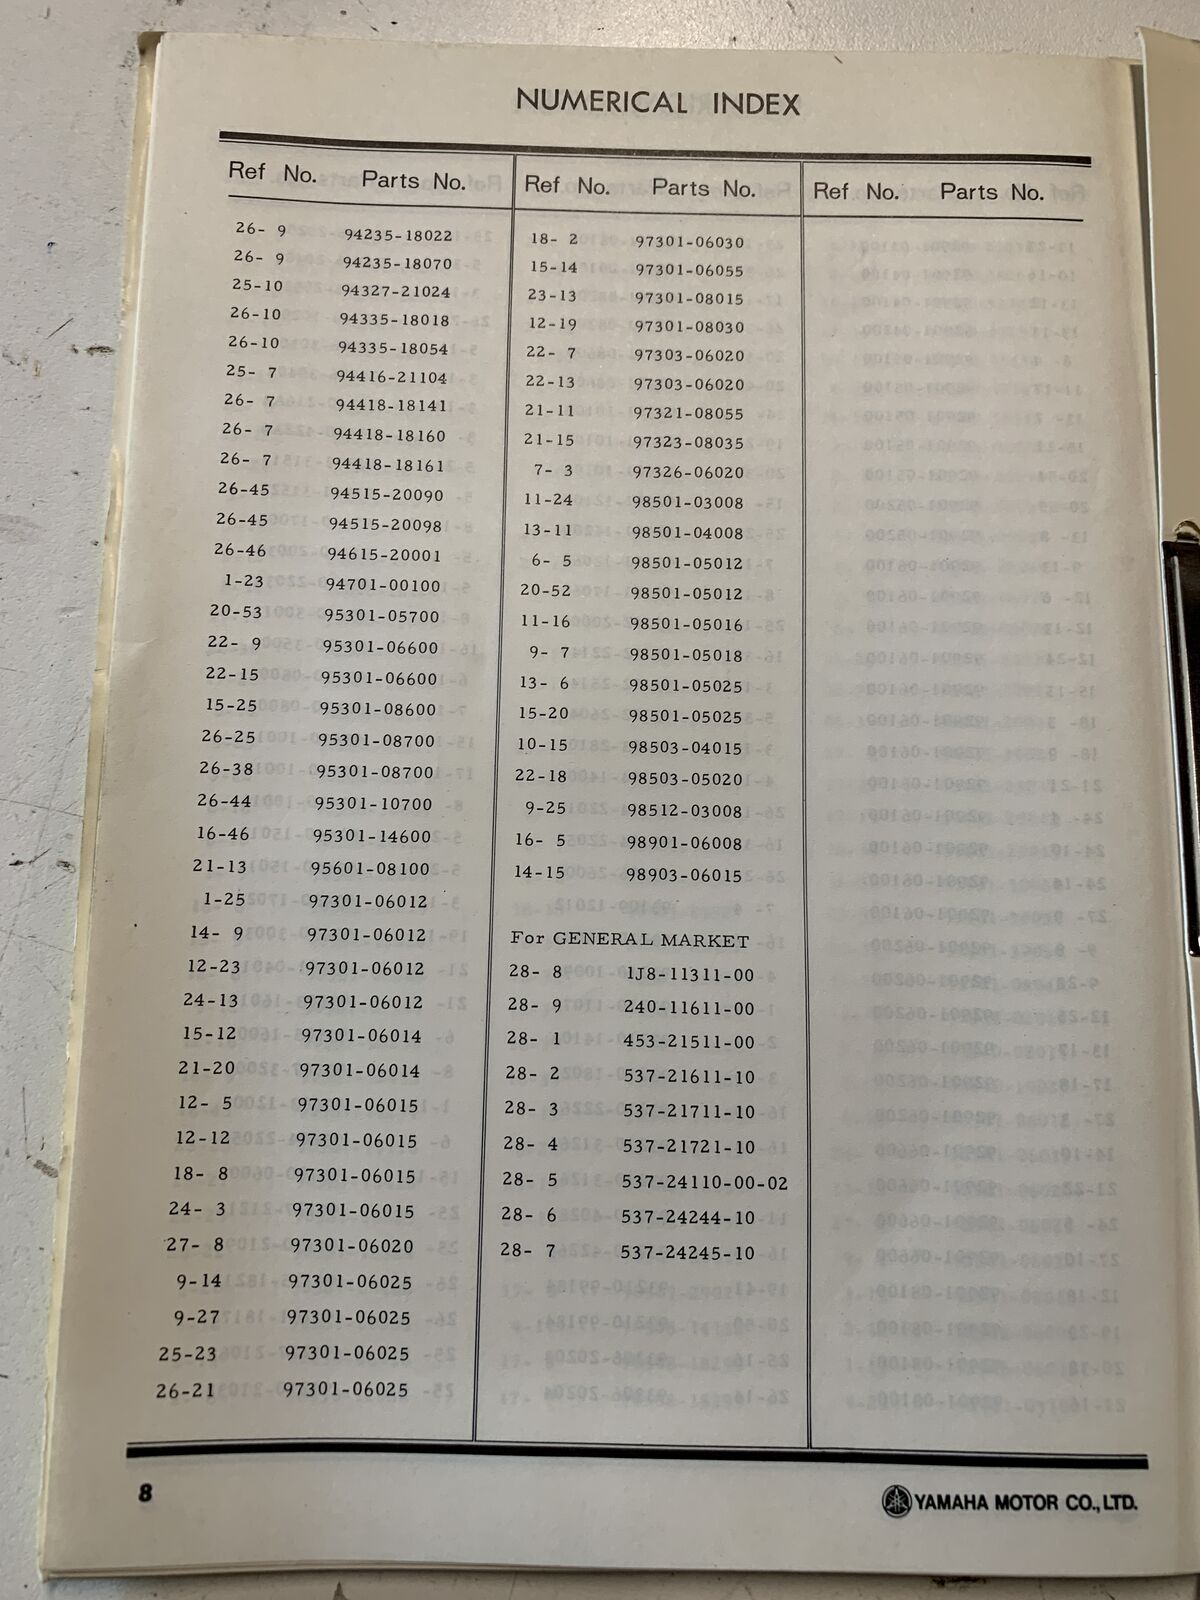 NUMERICAL INDEX
Ref No. Parts No.
26- 9 94235-18022
26- 9 94235-18070
25-10 94327-21024
26-10 94335-18018
26-10 94335-18054
25- 7 94416-21104
26- 7 94418-18141
26- 7 94418-18160
26- 7 94418-18161
26-45 94515-20090
26-45 94515-20098
26-46 94615-20001
1-23 94701-00100
20-53 95301-05700
22- 9 95301-06600
22-15 95301-06600
15-25 95301-08600
26-25 95301-08700
26-38 95301-08700
26-44 95301-10700
16-46 95301-14600
21-13 95601-08100
1-25 97301-06012
14- 9 97301-06012
12-23 97301-06012
24-13 97301-06012
15-12 97301-06014
21-20 97301-06014
12- 5 97301-06015
12-12 97301-06015
18- 8 97301-06015
24- 3 97301-06015
27- 8 97301-06020
9-14 97301-06025
9-27 97301-06025
25-23 97301-06025
26-21 97301-06025
Ref No. Parts No.
18- 2 97301-06030
15-14 97301-06055
23-13 97301-08015
12-19 97301-08030
22- 7 97303-06020
22-13 97303-06020
21-11 97321-08055
21-15 97323-08035
7- 3 97326-06020
11-24 98501-03008
13-11 98501-04008
6- 5 98501-05012
20-52 98501-05012
11-16 98501-05016
9- 7 98501-05018
13- 6 98501-05025
15-20 98501-05025
10-15 98503-04015
22-18 98503-05020
9-25 98512-03008
16- 5 98901-06008
14-15 98903-06015
For GENERAL MARKET
28- 8 1J8-11311-00
28- 9 240-11611-00
28- 1 453-21511-00
28- 2 537-21611-10
28- 3 537-21711-10
28- 4 537-21721-10
28- 5 537-24110-00-02
28- 6 537-24244-10
28- 7 537-24245-10
Ref No. Parts No.
8
YAMAHA MOTOR CO., LTD.